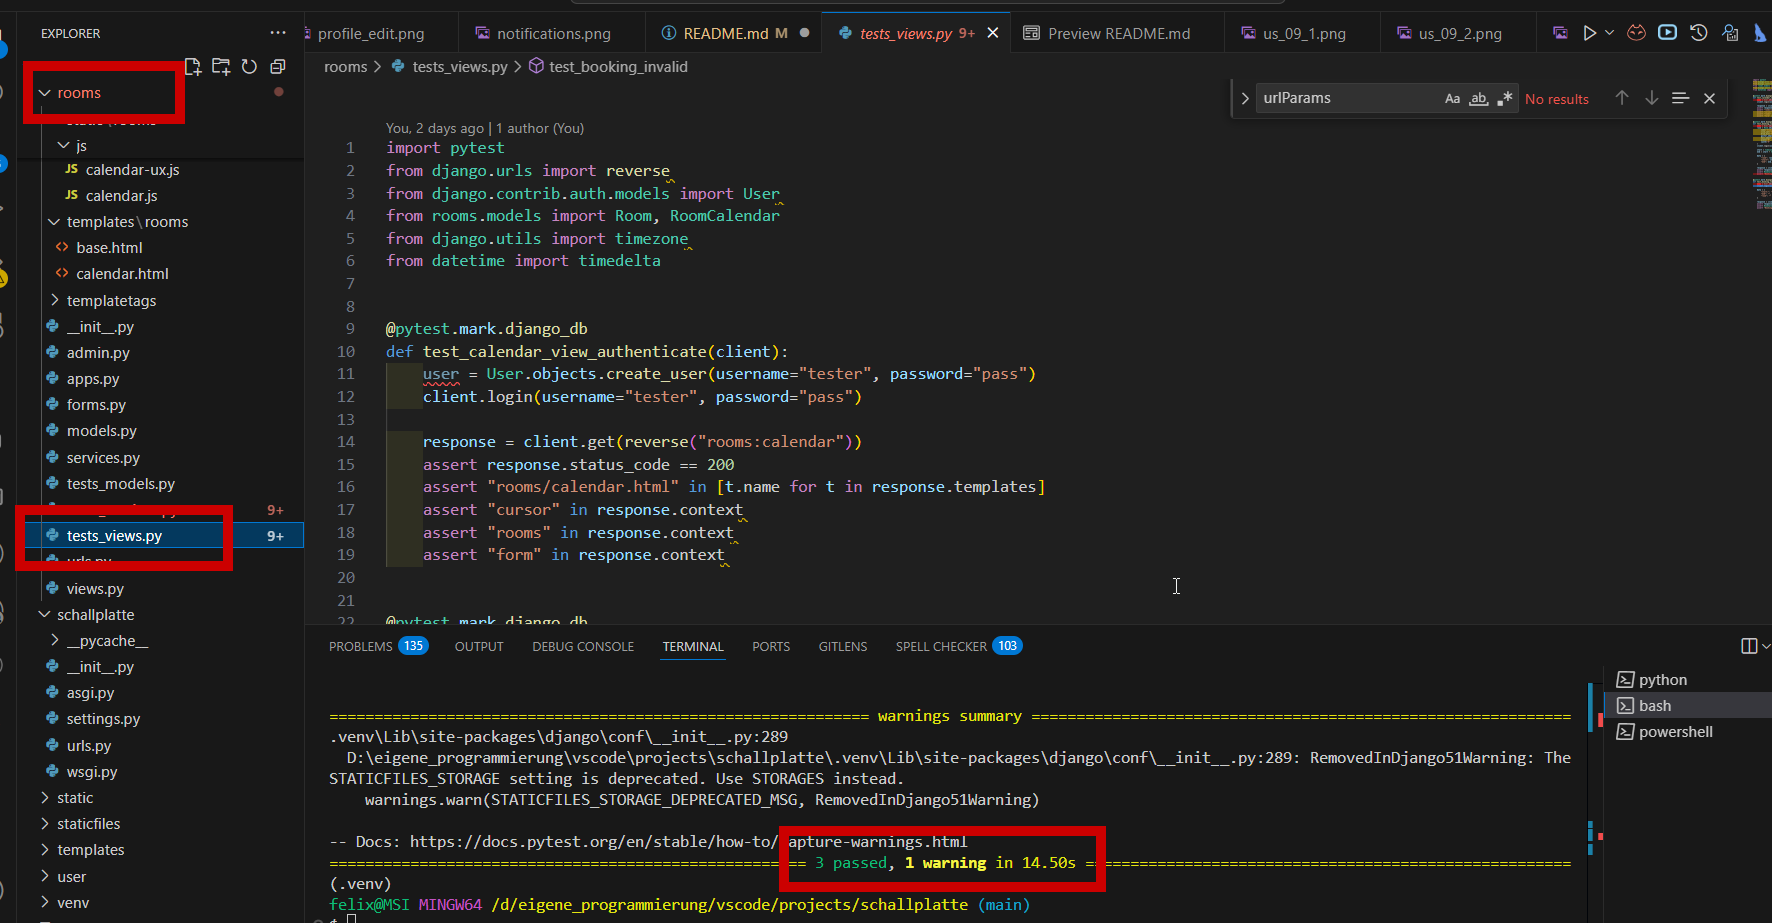 EXPLORER
profile_edit.png
notifications.png
README.md M
tests_views.py 9+
Preview README.md
us_09_1.png
us_09_2.png
rooms > tests_views.py > test_booking_invalid
urlParams
Aa
ab
No results
rooms
js
JS calendar-ux.js
JS calendar.js
templates\rooms
base.html
calendar.html
templatetags
__init__.py
admin.py
apps.py
forms.py
models.py
services.py
tests_models.py
9+
tests_views.py 9+
urls.py
views.py
schallplatte
__pycache__
__init__.py
asgi.py
settings.py
urls.py
wsgi.py
static
staticfiles
templates
user
venv
You, 2 days ago | 1 author (You)
1 import pytest
2 from django.urls import reverse
3 from django.contrib.auth.models import User
4 from rooms.models import Room, RoomCalendar
5 from django.utils import timezone
6 from datetime import timedelta
7
8
9 @pytest.mark.django_db
10 def test_calendar_view_authenticate(client):
11 user = User.objects.create_user(username="tester", password="pass")
12 client.login(username="tester", password="pass")
13
14 response = client.get(reverse("rooms:calendar"))
15 assert response.status_code == 200
16 assert "rooms/calendar.html" in [t.name for t in response.templates]
17 assert "cursor" in response.context
18 assert "rooms" in response.context
19 assert "form" in response.context
20
21
22 @pytest.mark.django_db
PROBLEMS 135
OUTPUT
DEBUG CONSOLE
TERMINAL
PORTS
GITLENS
SPELL CHECKER 103
python
bash
powershell
warnings summary
.venv\Lib\site-packages\django\conf\__init__.py:289
D:\eigene_programmierung\vscode\projects\schallplatte\.venv\Lib\site-packages\django\conf\__init__.py:289: RemovedInDjango51Warning: The
STATICFILES_STORAGE setting is deprecated. Use STORAGES instead.
warnings.warn(STATICFILES_STORAGE_DEPRECATED_MSG, RemovedInDjango51Warning)
-- Docs: https://docs.pytest.org/en/stable/how-to/apture-warnings.html
3 passed, 1 warning in 14.50s
(.venv)
felix@MSI MINGW64 /d/eigene_programmierung/vscode/projects/schallplatte (main)
$